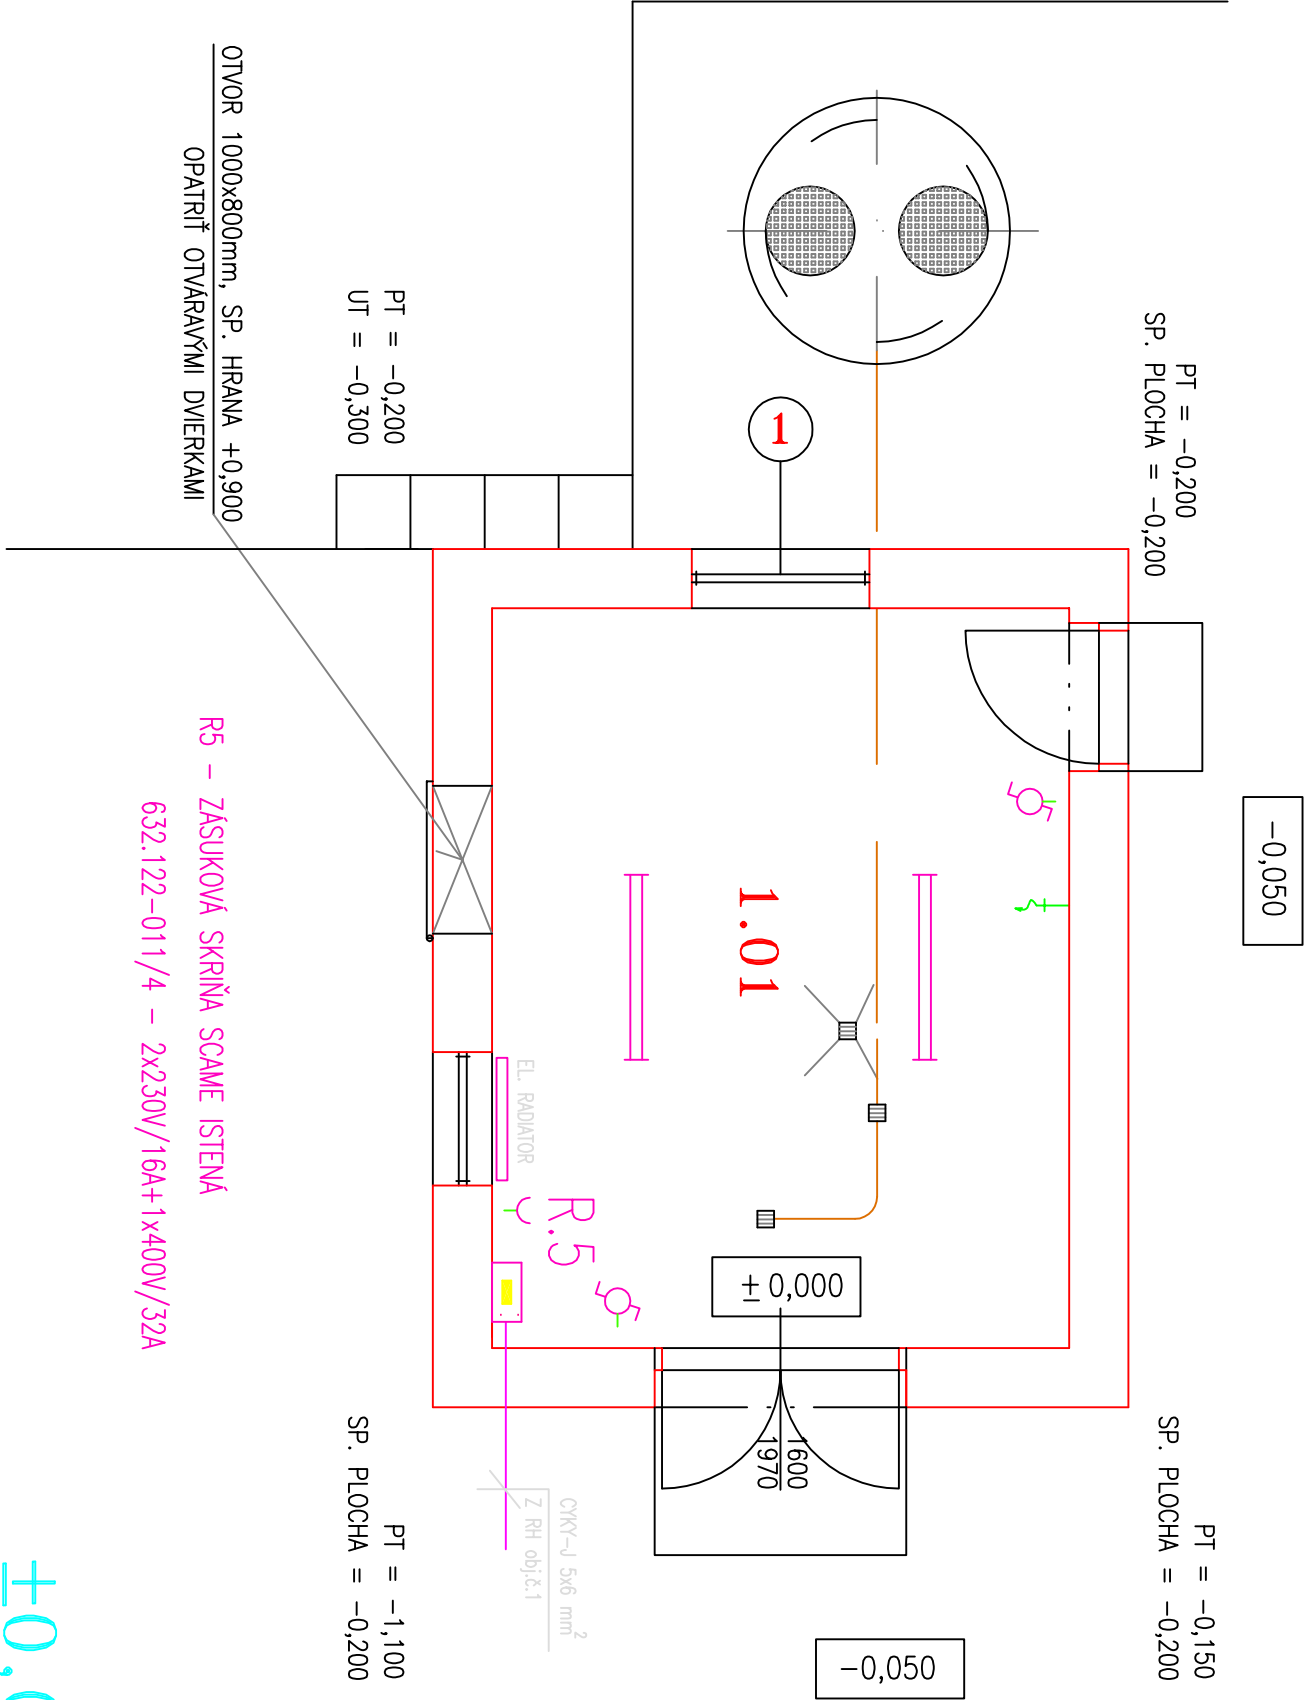 OTVOR 1000x800mm, SP. HRANA +0,900
OPATRIŤ OTVÁRAVÝMI DVIERKAMI
PT = -0,200
UT = -0,300
PT = -0,200
SP. PLOCHA = -0,200
1
-0,050
1.01
R5 - ZÁSUKOVÁ SKRIŇA SCAME ISTENÁ
632.122-011/4 - 2x230V/16A+1x400V/32A
EL. RADIATOR
R.5
± 0,000
1600
1970
CYKY-J 5x6 mm²
Z RH obj.č.1
PT = -0,150
SP. PLOCHA = -0,200
PT = -1,100
SP. PLOCHA = -0,200
-0,050